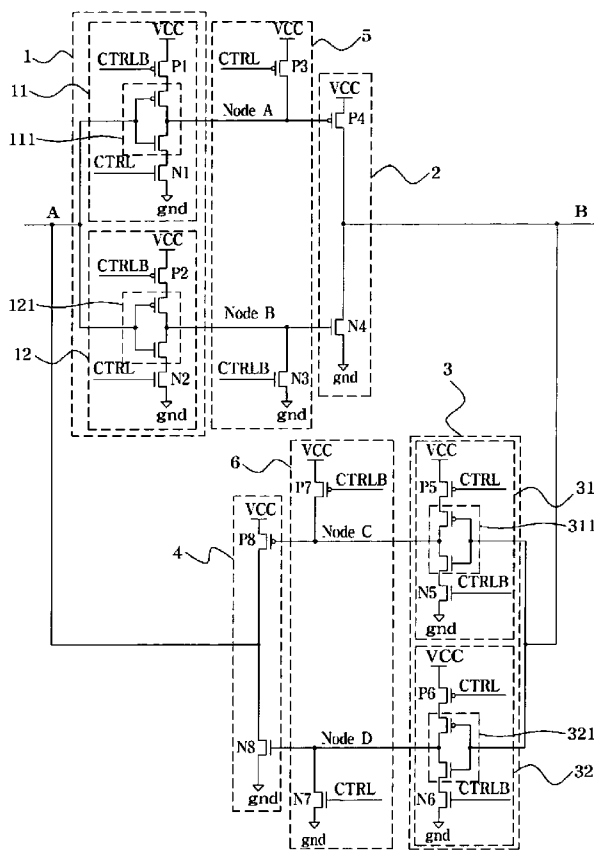 VCC
VCC
5
1
CTRLB
P1
CTRL
P3
11
VCC
2
Node A
P4
111
CTRL
N1
gnd
A
B
VCC
CTRLB
P2
121
Node B
N4
12
CTRL
N2
CTRLB
N3
gnd
gnd
gnd
3
6
VCC
VCC
P7
CTRLB
P5
CTRL
31
VCC
311
P8
Node C
4
N5
CTRLB
gnd
VCC
P6
CTRL
321
N8
Node D
32
N7
CTRL
N6
CTRLB
gnd
gnd
gnd